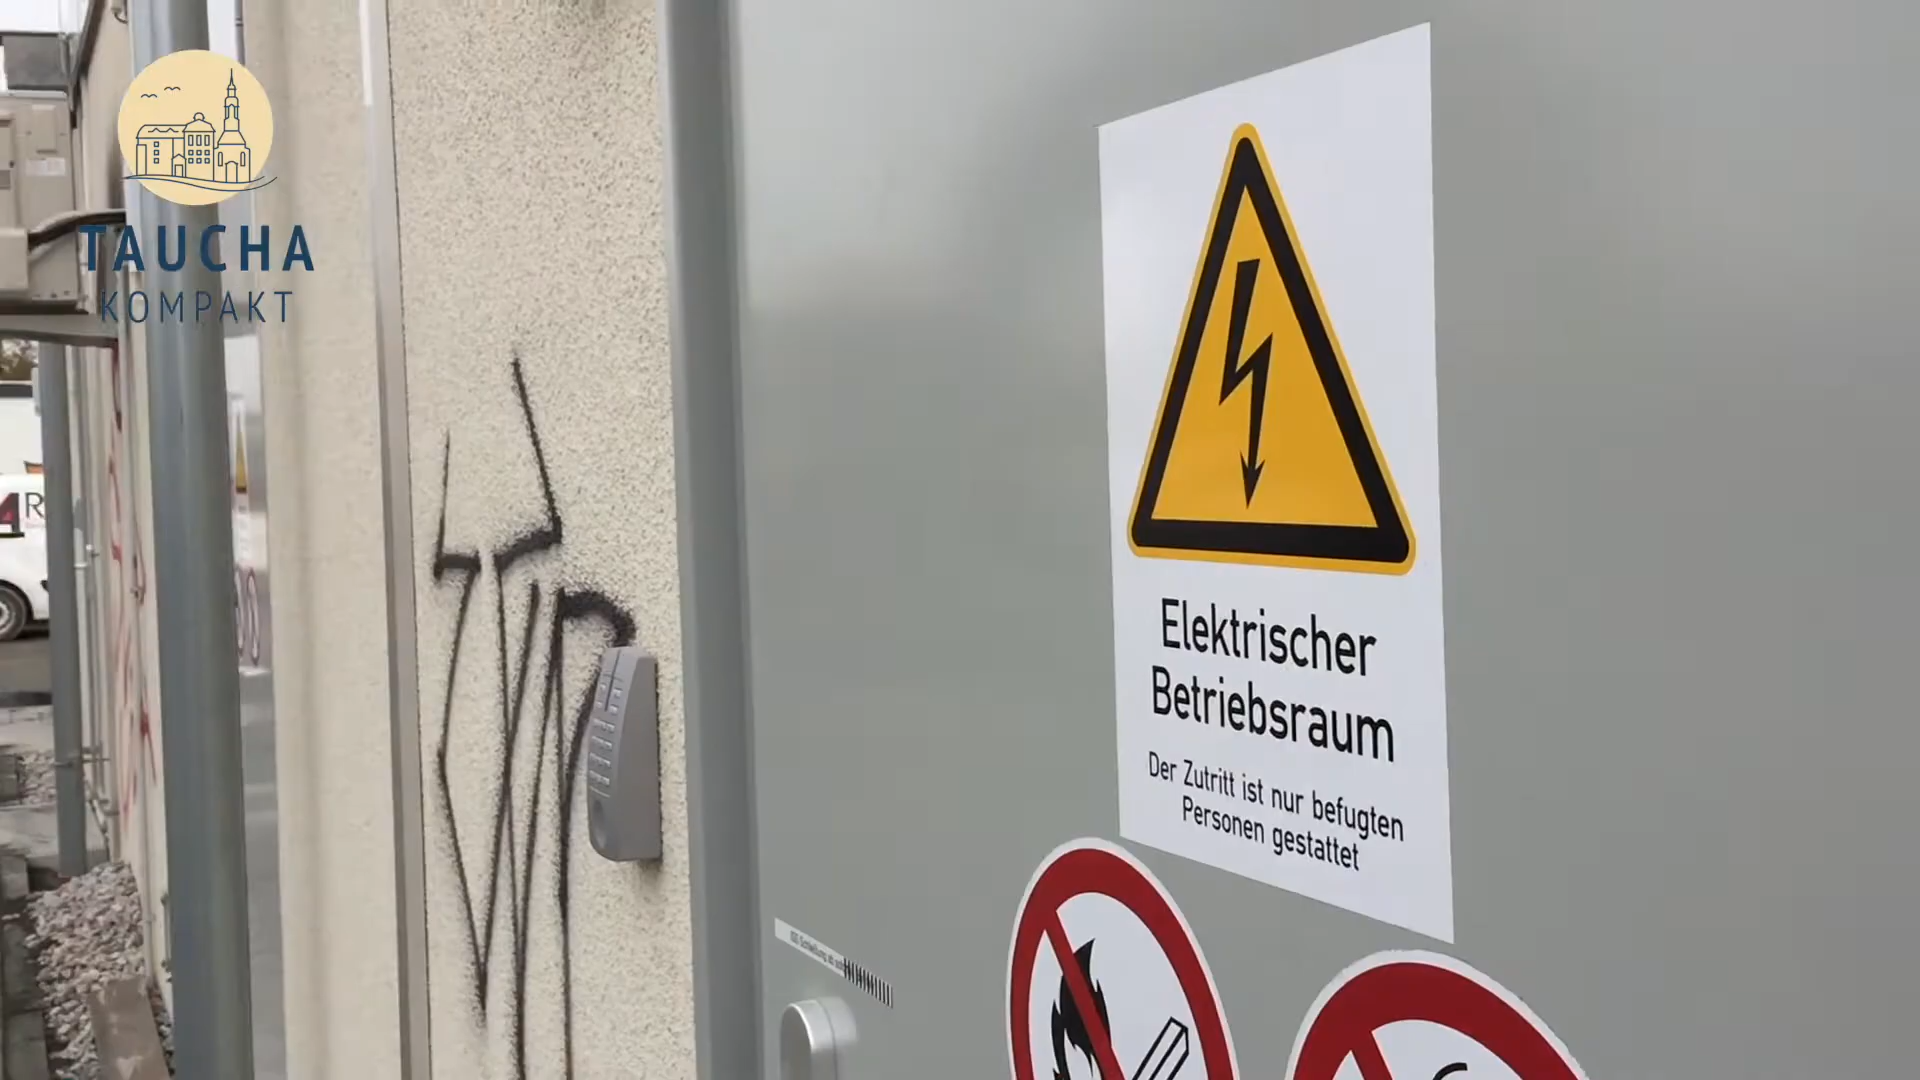 TAUCHA
KOMPAKT
R
Elektrischer
Betriebsraum
Der Zutritt ist nur befugten
Personen gestattet